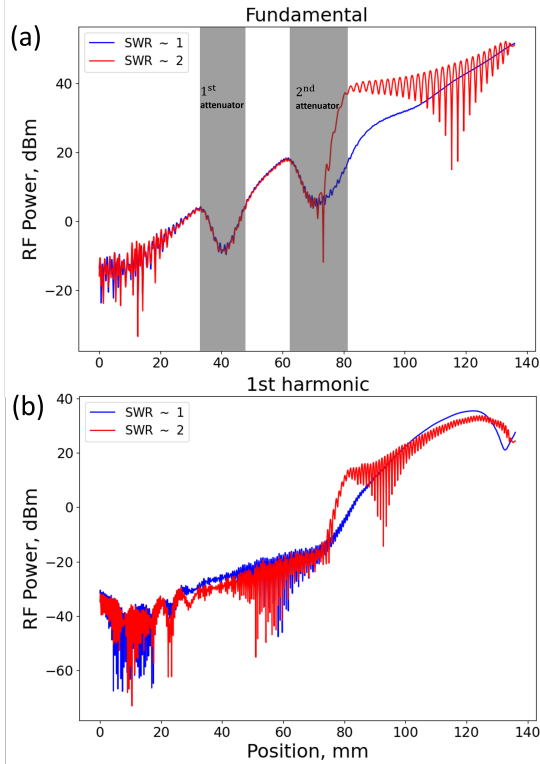 Fundamental
(a)
SWR ~ 1
SWR ~ 2
1st
attenuator
2nd
attenuator
RF Power, dBm
40
20
0
−20
0 20 40 60 80 100 120 140
1st harmonic
(b)
SWR ~ 1
SWR ~ 2
RF Power, dBm
40
20
0
−20
−40
−60
0 20 40 60 80 100 120 140
Position, mm